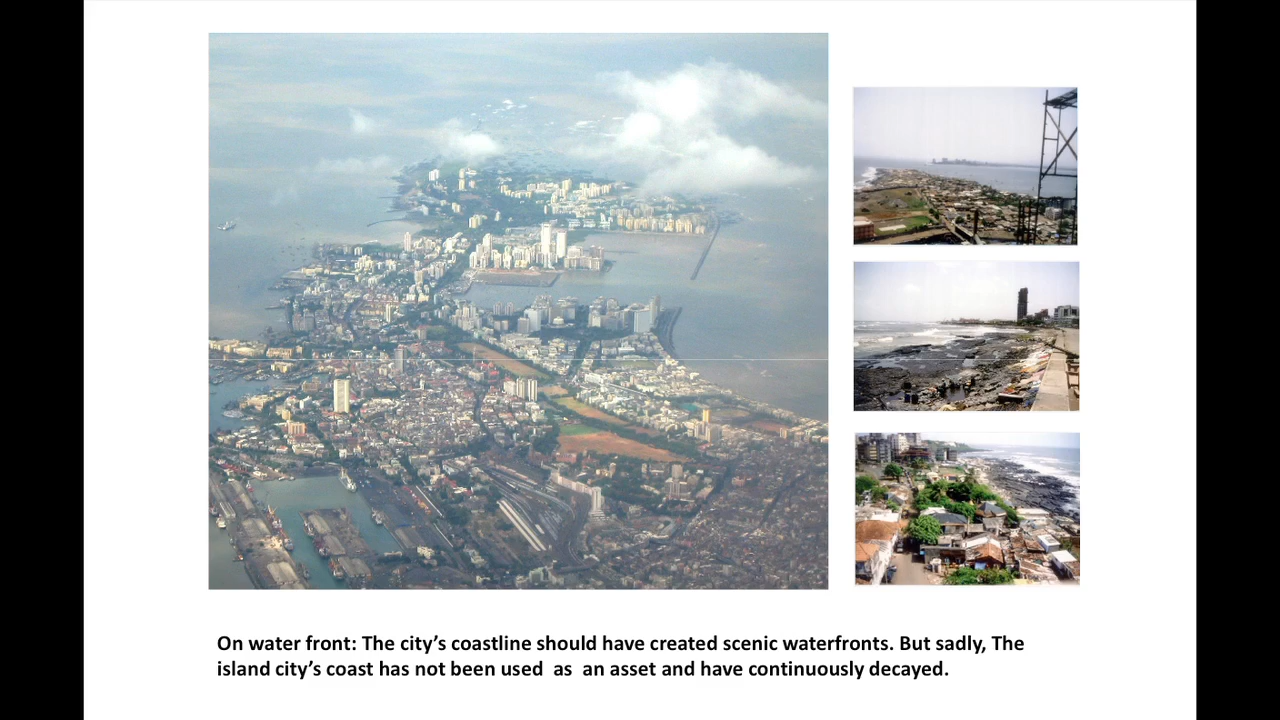 On water front: The city’s coastline should have created scenic waterfronts. But sadly, The
island city’s coast has not been used  as  an asset and have continuously decayed.